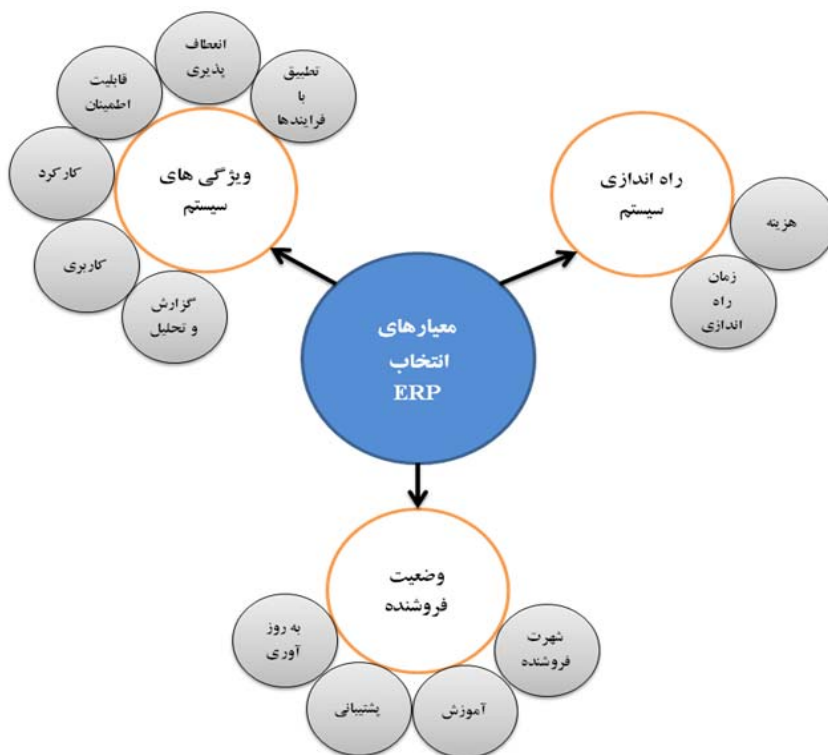 معیارهای
انتخاب
ERP
راه اندازی
سیستم
هزینه
زمان
راه
اندازی
ویژگی های
سیستم
تطبیق
با
فرایندها
انعطاف
پذیری
قابلیت
اطمینان
کارکرد
کاربری
گزارش
و تحلیل
وضعیت
فروشنده
شهرت
فروشنده
آموزش
پشتیبانی
به روز
آوری